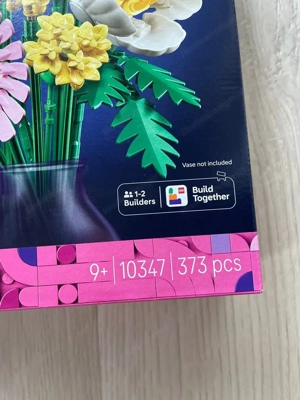 Vase not included
1-2
Builders
Build
Together
9+ | 10347 | 373 pcs